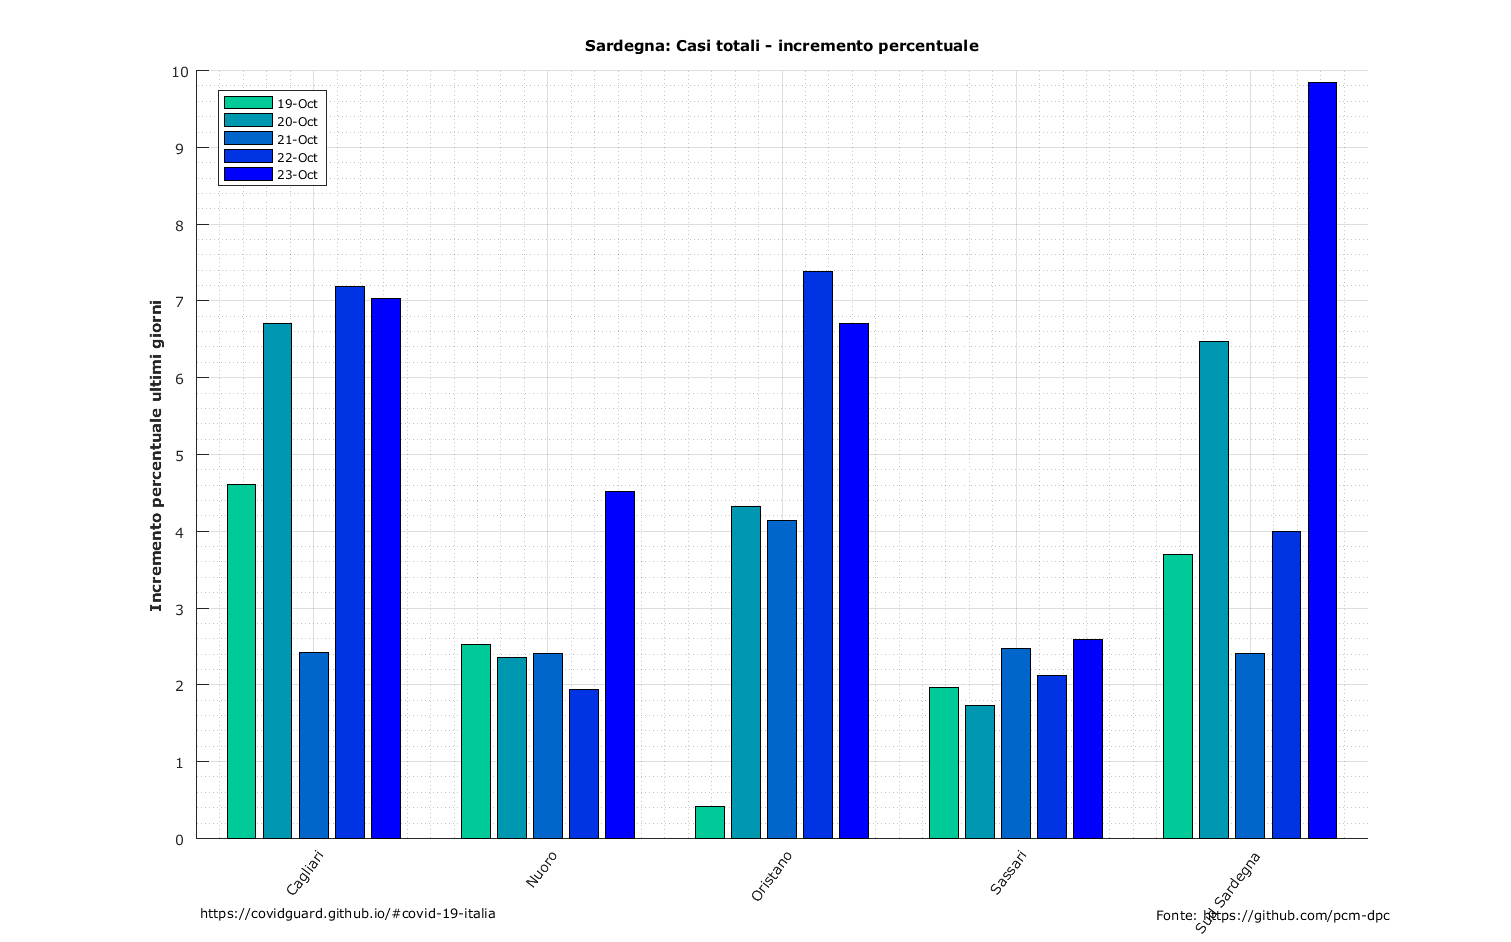 Sardegna: Casi totali - incremento percentuale
Incremento percentuale ultimi giorni
10
9
8
7
6
5
4
3
2
1
0
19-Oct
20-Oct
21-Oct
22-Oct
23-Oct
Cagliari
Nuoro
Oristano
Sassari
Sud Sardegna
https://covidguard.github.io/#covid-19-italia
Fonte: https://github.com/pcm-dpc